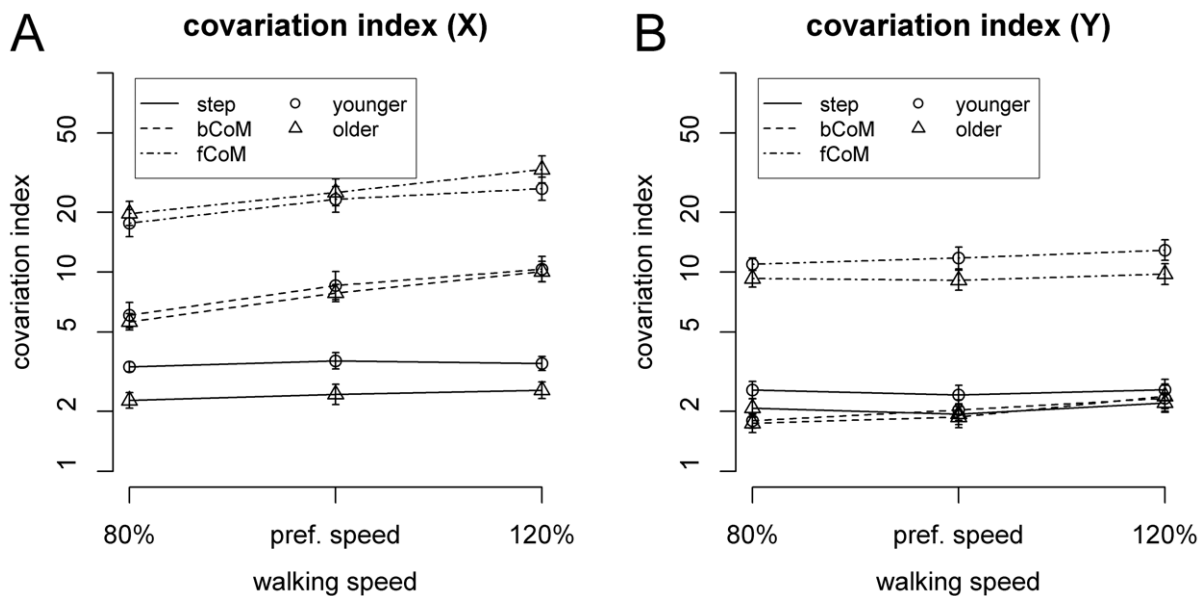 A
covariation index (X)
step
younger
bCoM
older
fCoM
covariation index
50
20
10
5
2
1
80%
pref. speed
120%
walking speed
B
covariation index (Y)
step
younger
bCoM
older
fCoM
covariation index
50
20
10
5
2
1
80%
pref. speed
120%
walking speed